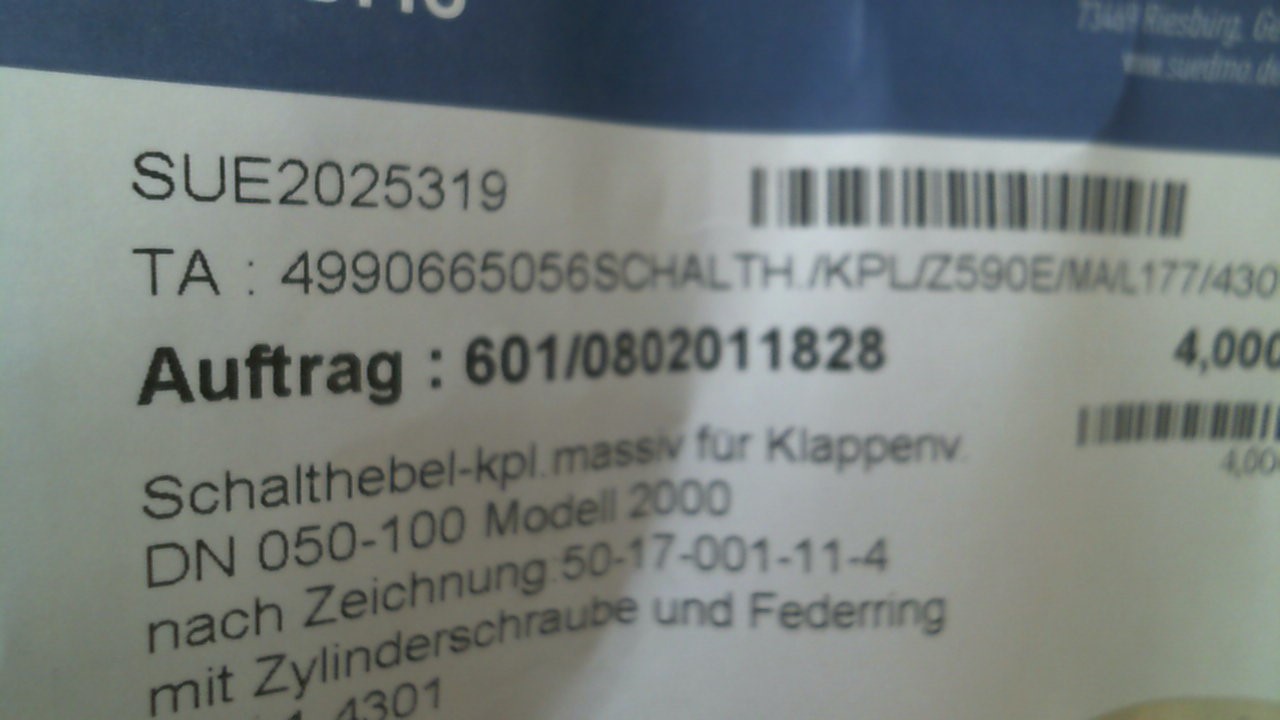 73469 Riesburg, Ge
www.suedmo.de
SUE2025319
TA : 4990665056SCHALTH./KPL/Z590E/MA/L177/430
Auftrag : 601/0802011828
4,000
4,00
Schalthebel-kpl.massiv für Klappenv.
DN 050-100 Modell 2000
nach Zeichnung:50-17-001-11-4
mit Zylinderschraube und Federring
4301